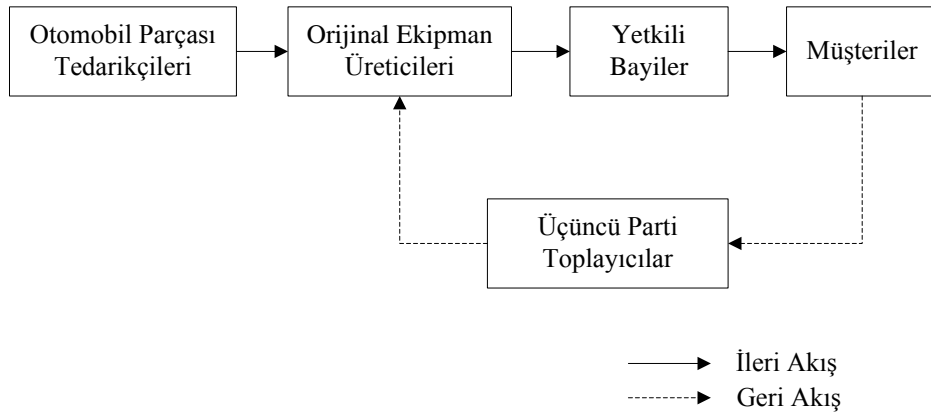 Otomobil Parçası
Tedarikçileri
Orijinal Ekipman
Üreticileri
Yetkili
Bayiler
Müşteriler
Üçüncü Parti
Toplayıcılar
İleri Akış
Geri Akış